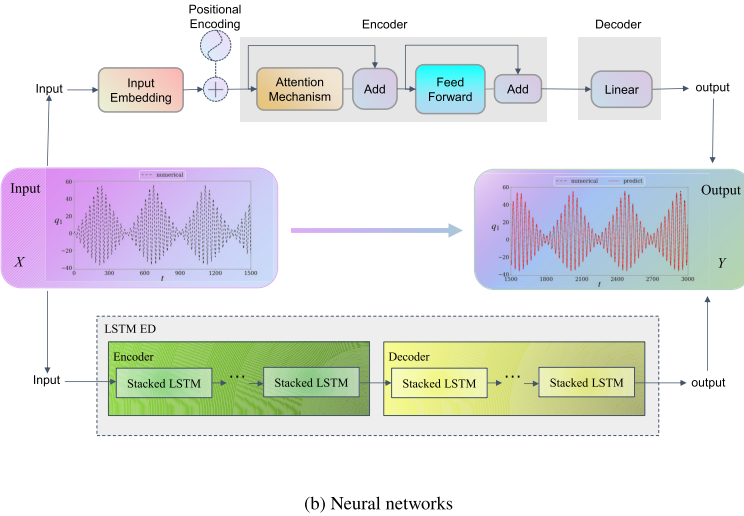 Positional
Encoding
Encoder
Decoder
Input
Input
Embedding
Attention
Mechanism
Add
Feed
Forward
Add
Linear
output
Input
X
numerical
q1
60
40
20
0
−20
−40
0
300
600
900
1200
1500
t
Output
Y
numerical
predict
q1
60
40
20
0
−20
−40
1500
1800
2100
2400
2700
3000
t
LSTM ED
Encoder
Decoder
Input
Stacked LSTM
...
Stacked LSTM
Stacked LSTM
...
Stacked LSTM
output
(b) Neural networks